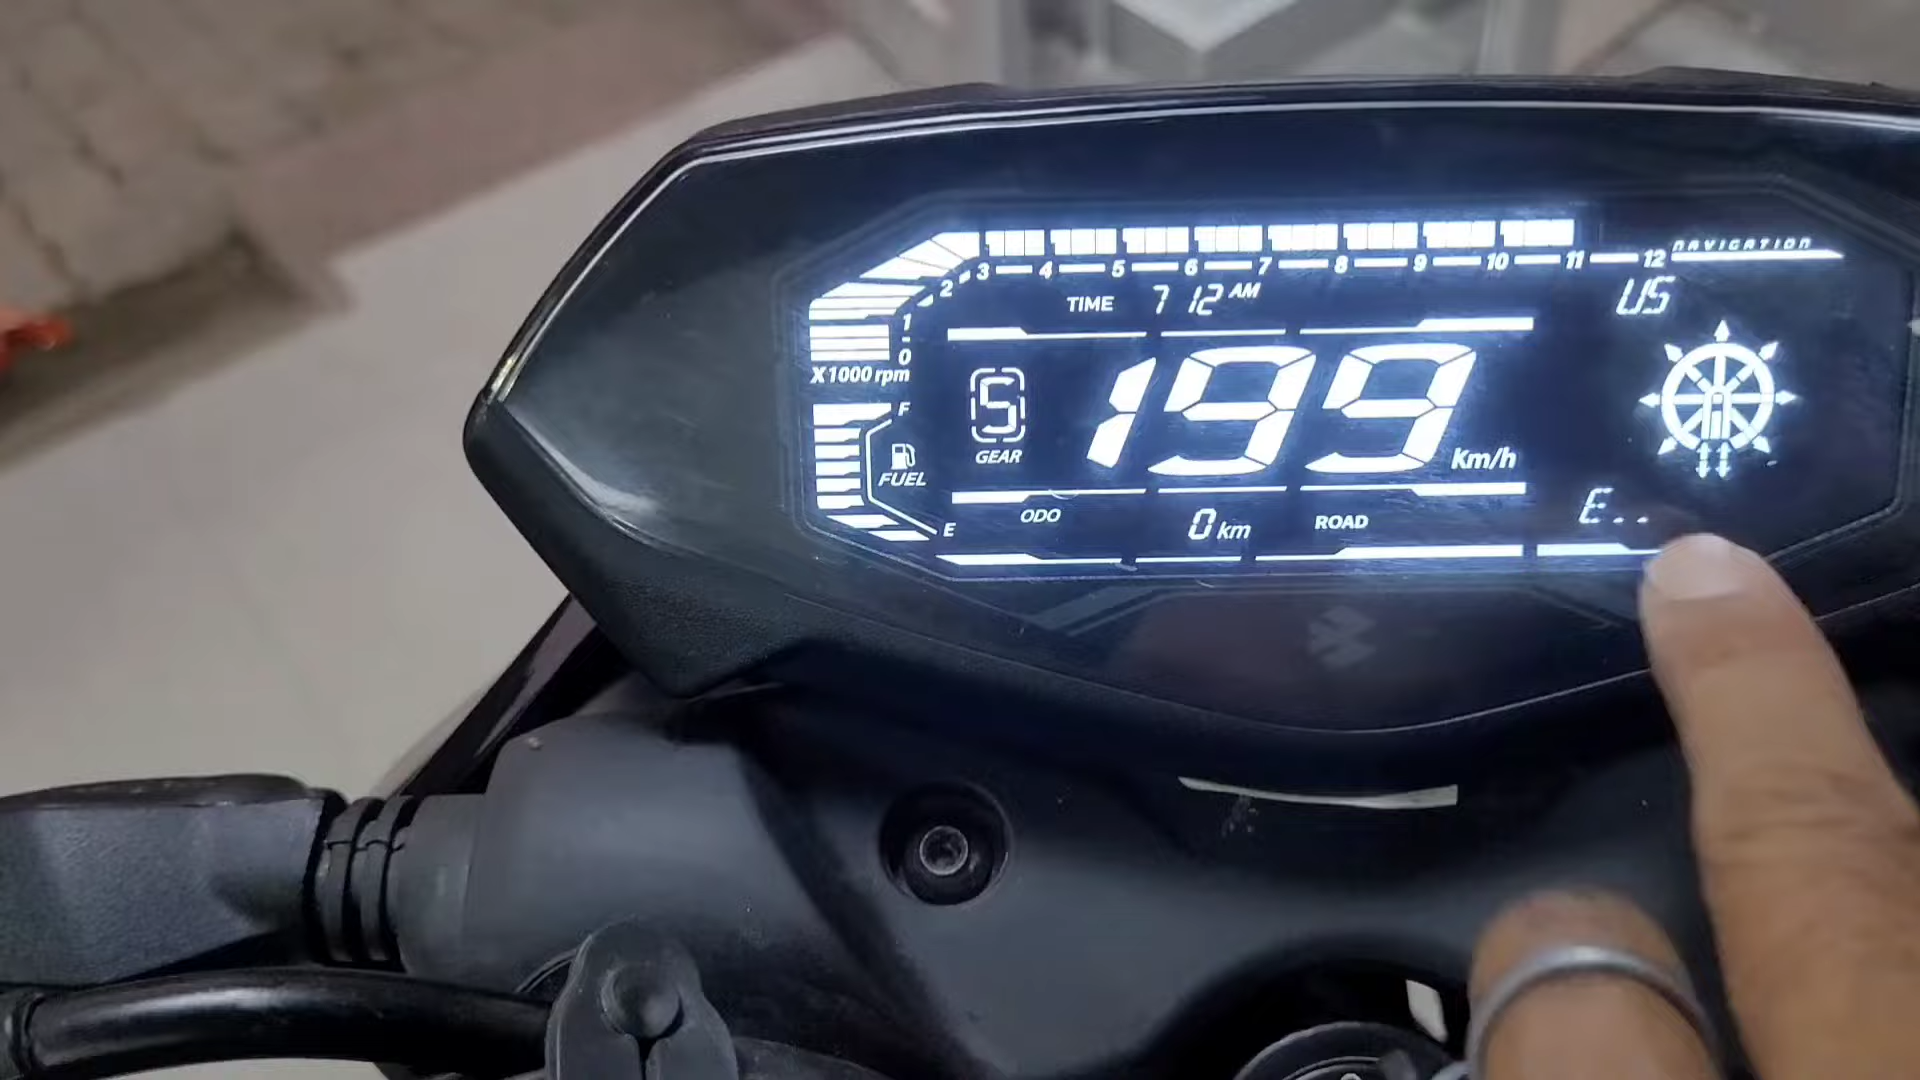 3 4 5 6 7 8 9 10 11 12 NAVIGATION
2
1
0
X1000 rpm
TIME 7 12 AM
US
F
FUEL
E
5
GEAR
199 Km/h
ODO 0 km ROAD
E..